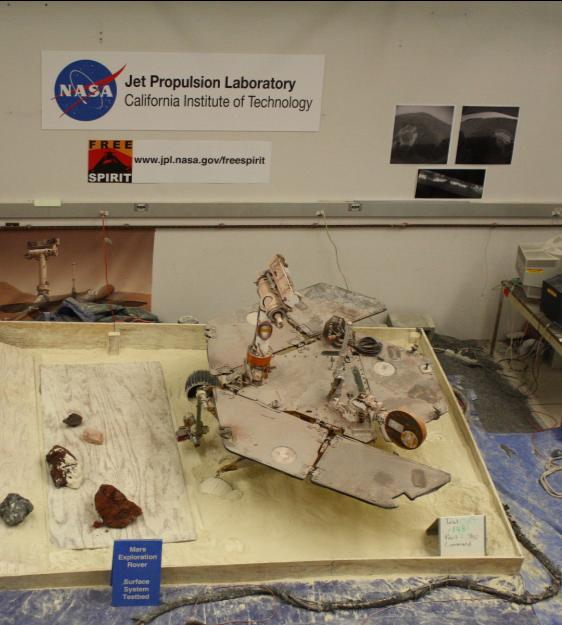 NASA
Jet Propulsion Laboratory
California Institute of Technology
FREE
SPIRIT
www.jpl.nasa.gov/freespirit
Mars
Exploration
Rover
Surface
System
Testbed
Command